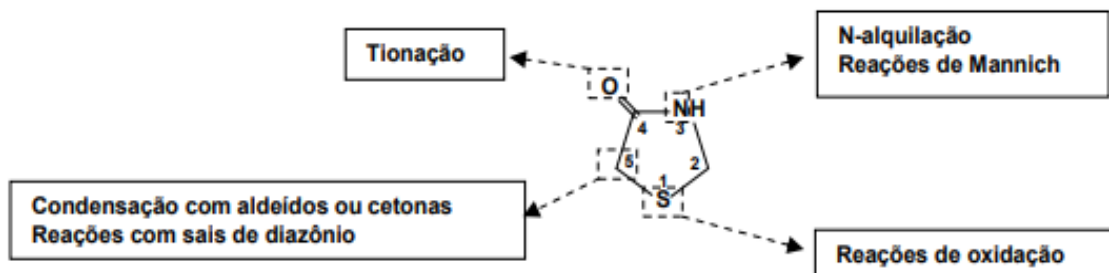 Tionação
N-alquilação
Reações de Mannich
O
NH
4
3
5
2
1
S
Condensação com aldeídos ou cetonas
Reações com sais de diazônio
Reações de oxidação